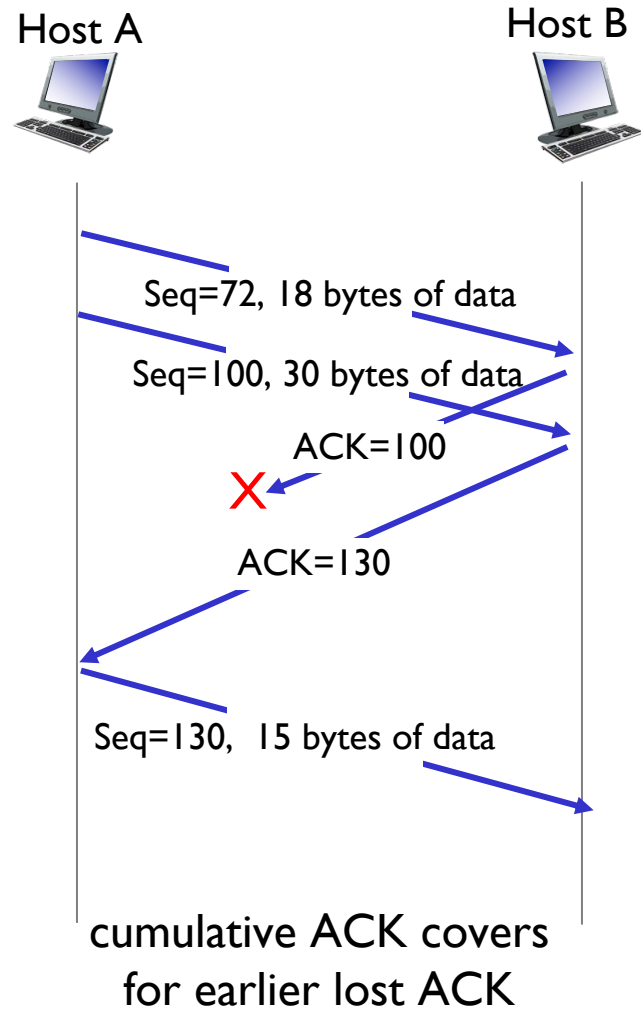 Host A
Host B
Seq=72, 18 bytes of data
Seq=100, 30 bytes of data
ACK=100
X
ACK=130
Seq=130, 15 bytes of data
cumulative ACK covers
for earlier lost ACK